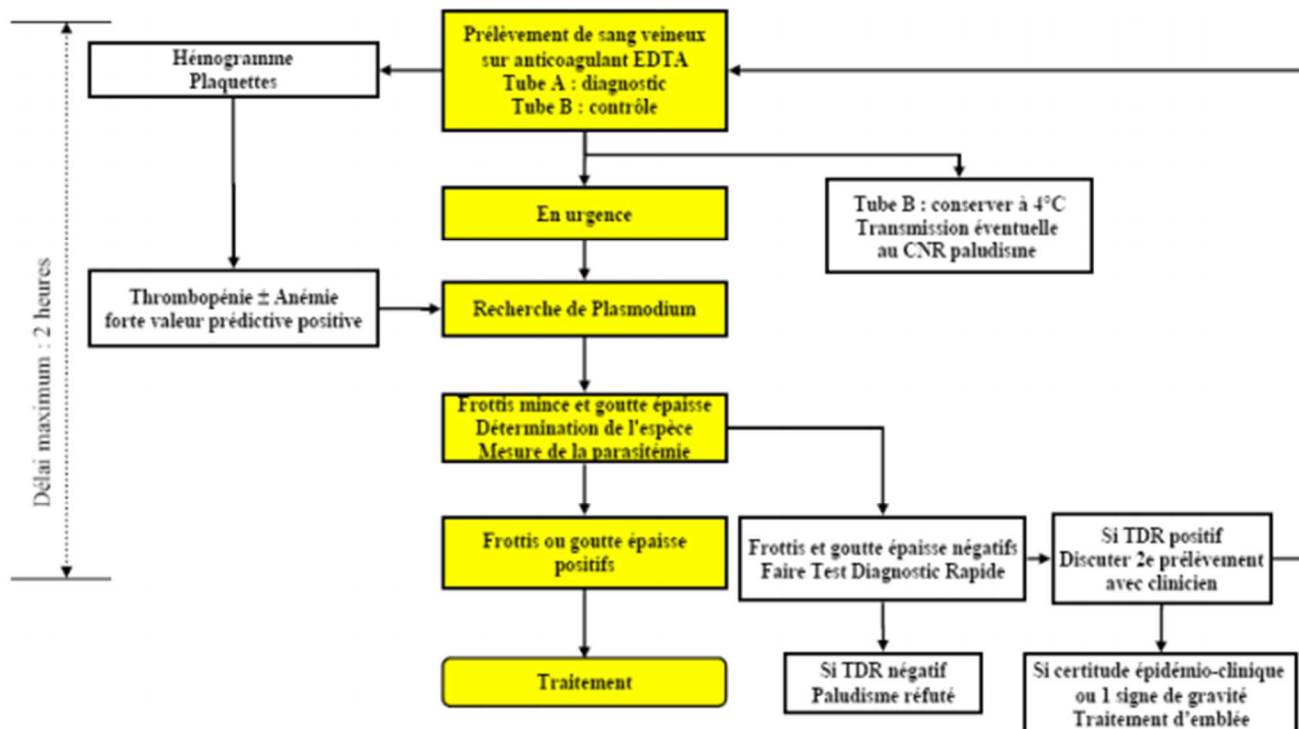 Prélèvement de sang veineux
sur anticoagulant EDTA
Tube A : diagnostic
Tube B : contrôle
Hémogramme
Plaquettes
Délai maximum : 2 heures
En urgence
Tube B : conserver à 4°C
Transmission éventuelle
au CNR paludisme
Thrombopénie ± Anémie
forte valeur prédictive positive
Recherche de Plasmodium
Frottis mince et goutte épaisse
Détermination de l'espèce
Mesure de la parasitémie
Frottis ou goutte épaisse
positifs
Frottis et goutte épaisse négatifs
Faire Test Diagnostic Rapide
Si TDR positif
Discuter 2e prélèvement
avec clinicien
Traitement
Si TDR négatif
Paludisme réfuté
Si certitude épidémio-clinique
ou 1 signe de gravité
Traitement d'emblée